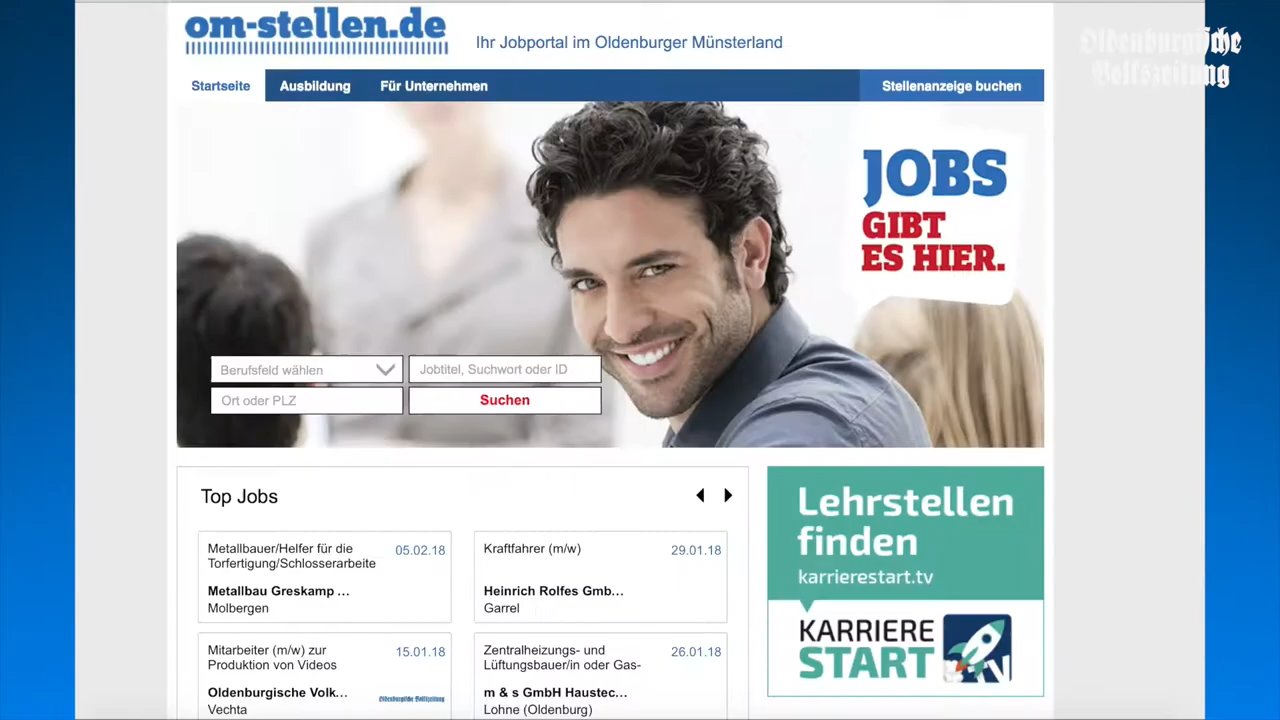 om-stellen.de
Ihr Jobportal im Oldenburger Münsterland
Oldenburgische
Volkszeitung
Startseite
Ausbildung
Für Unternehmen
Stellenanzeige buchen
JOBS
GIBT
ES HIER.
Berufsfeld wählen
Jobtitel, Suchwort oder ID
Ort oder PLZ
Suchen
Top Jobs
Metallbauer/Helfer für die
Torfertigung/Schlosserarbeite
05.02.18
Metallbau Greskamp ...
Molbergen
Kraftfahrer (m/w)
29.01.18
Heinrich Rolfes Gmb...
Garrel
Mitarbeiter (m/w) zur
Produktion von Videos
15.01.18
Oldenburgische Volk...
Oldenburgische Volkszeitung
Vechta
Zentralheizungs- und
Lüftungsbauer/in oder Gas-
26.01.18
m & s GmbH Haustec...
Lohne (Oldenburg)
Lehrstellen
finden
karrierestart.tv
KARRIERE
START
TV